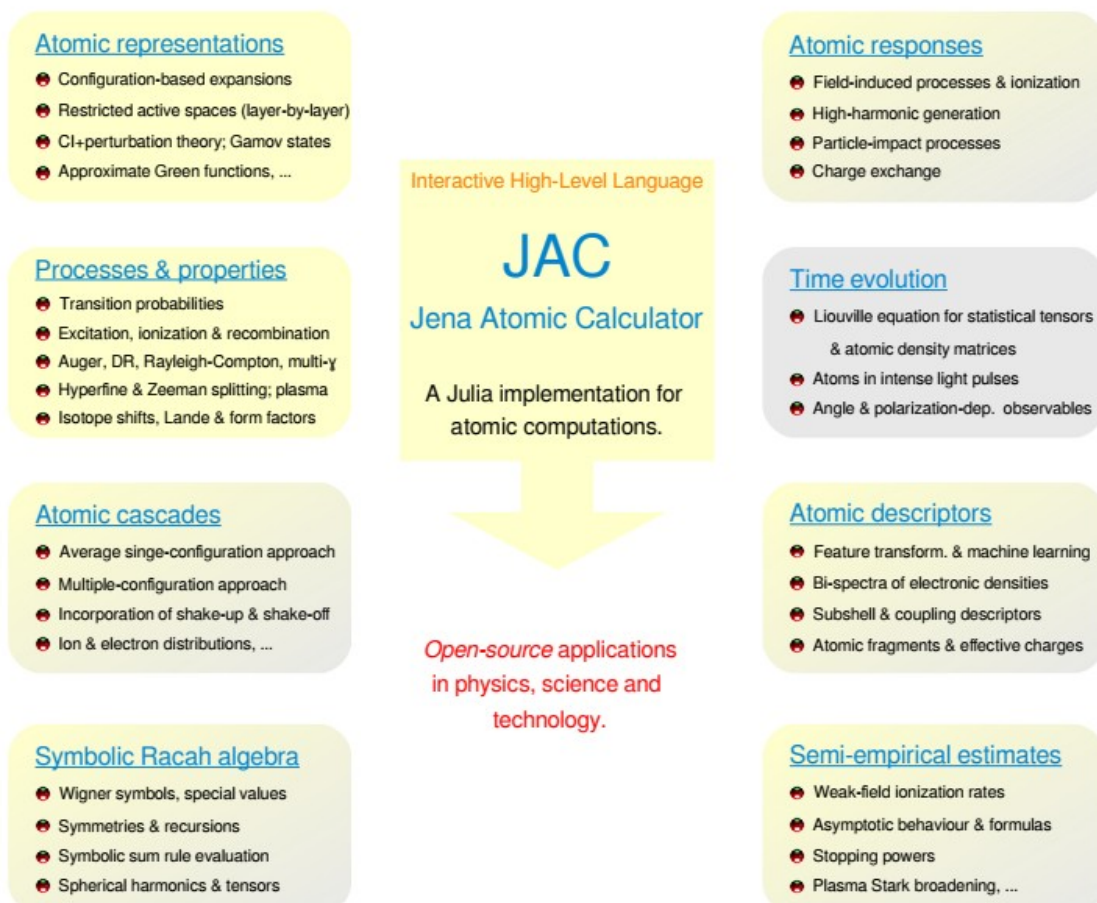 Atomic representations
Configuration-based expansions
Restricted active spaces (layer-by-layer)
CI+perturbation theory; Gamov states
Approximate Green functions, ...
Processes & properties
Transition probabilities
Excitation, ionization & recombination
Auger, DR, Rayleigh-Compton, multi-γ
Hyperfine & Zeeman splitting; plasma
Isotope shifts, Lande & form factors
Atomic cascades
Average singe-configuration approach
Multiple-configuration approach
Incorporation of shake-up & shake-off
Ion & electron distributions, ...
Symbolic Racah algebra
Wigner symbols, special values
Symmetries & recursions
Symbolic sum rule evaluation
Spherical harmonics & tensors
Interactive High-Level Language
JAC
Jena Atomic Calculator
A Julia implementation for
atomic computations.
Open-source applications
in physics, science and
technology.
Atomic responses
Field-induced processes & ionization
High-harmonic generation
Particle-impact processes
Charge exchange
Time evolution
Liouville equation for statistical tensors
& atomic density matrices
Atoms in intense light pulses
Angle & polarization-dep. observables
Atomic descriptors
Feature transform. & machine learning
Bi-spectra of electronic densities
Subshell & coupling descriptors
Atomic fragments & effective charges
Semi-empirical estimates
Weak-field ionization rates
Asymptotic behaviour & formulas
Stopping powers
Plasma Stark broadening, ...